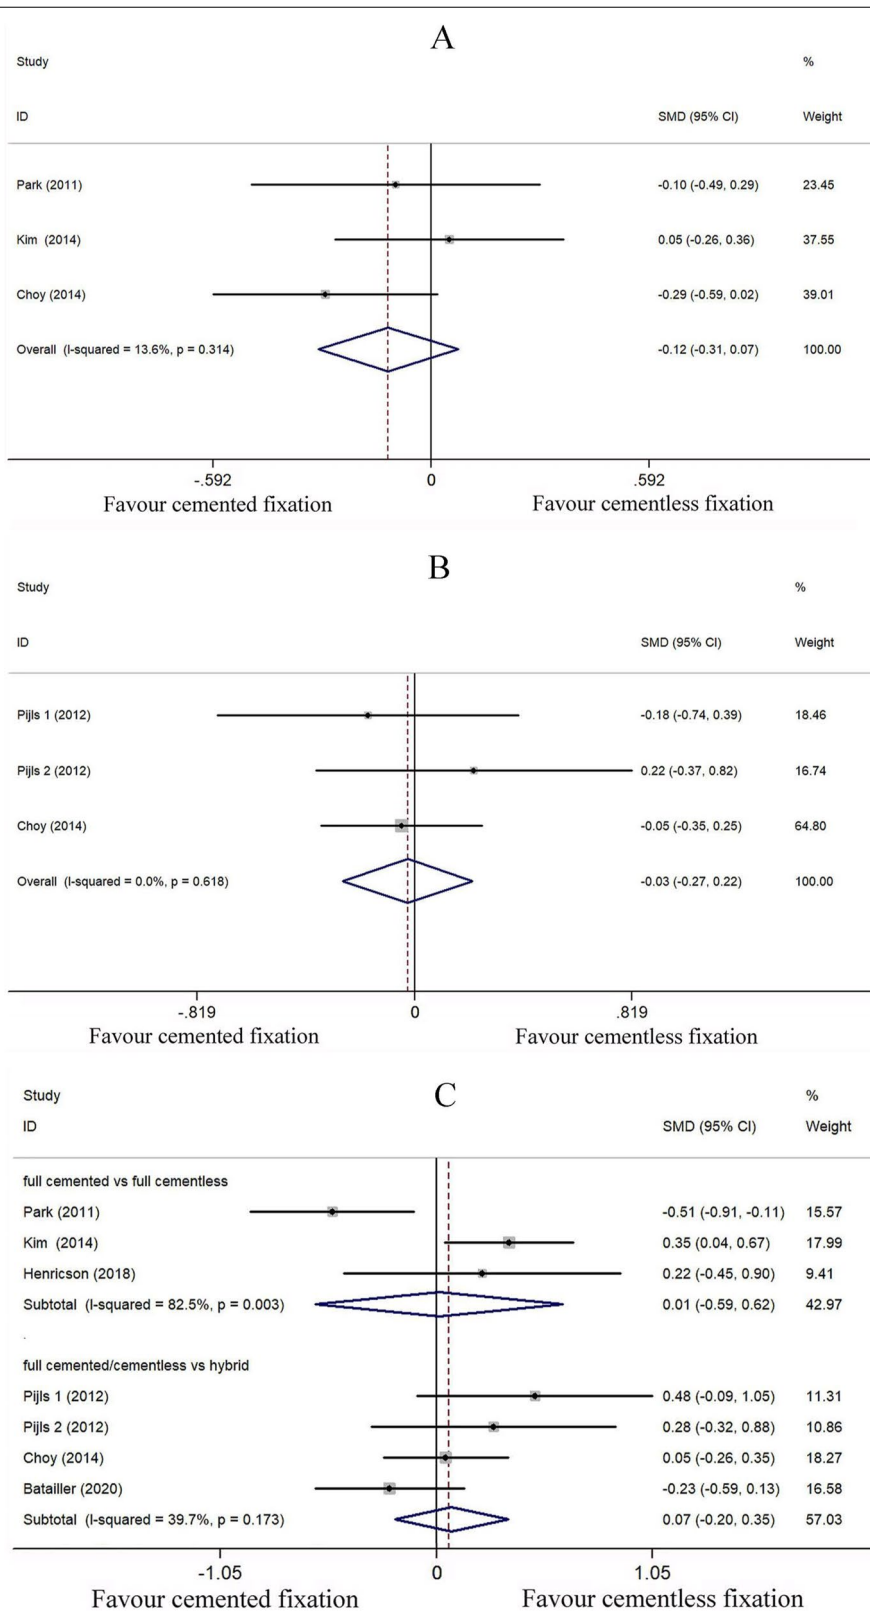 A
Study %
ID SMD (95% CI) Weight
Park (2011) -0.10 (-0.49, 0.29) 23.45
Kim (2014) 0.05 (-0.26, 0.36) 37.55
Choy (2014) -0.29 (-0.59, 0.02) 39.01
Overall (I-squared = 13.6%, p = 0.314) -0.12 (-0.31, 0.07) 100.00
-.592 0 .592
Favour cemented fixation Favour cementless fixation
B
Study %
ID SMD (95% CI) Weight
Pijls 1 (2012) -0.18 (-0.74, 0.39) 18.46
Pijls 2 (2012) 0.22 (-0.37, 0.82) 16.74
Choy (2014) -0.05 (-0.35, 0.25) 64.80
Overall (I-squared = 0.0%, p = 0.618) -0.03 (-0.27, 0.22) 100.00
-.819 0 .819
Favour cemented fixation Favour cementless fixation
C
Study %
ID SMD (95% CI) Weight
full cemented vs full cementless
Park (2011) -0.51 (-0.91, -0.11) 15.57
Kim (2014) 0.35 (0.04, 0.67) 17.99
Henricson (2018) 0.22 (-0.45, 0.90) 9.41
Subtotal (I-squared = 82.5%, p = 0.003) 0.01 (-0.59, 0.62) 42.97
.
full cemented/cementless vs hybrid
Pijls 1 (2012) 0.48 (-0.09, 1.05) 11.31
Pijls 2 (2012) 0.28 (-0.32, 0.88) 10.86
Choy (2014) 0.05 (-0.26, 0.35) 18.27
Batailler (2020) -0.23 (-0.59, 0.13) 16.58
Subtotal (I-squared = 39.7%, p = 0.173) 0.07 (-0.20, 0.35) 57.03
-1.05 0 1.05
Favour cemented fixation Favour cementless fixation